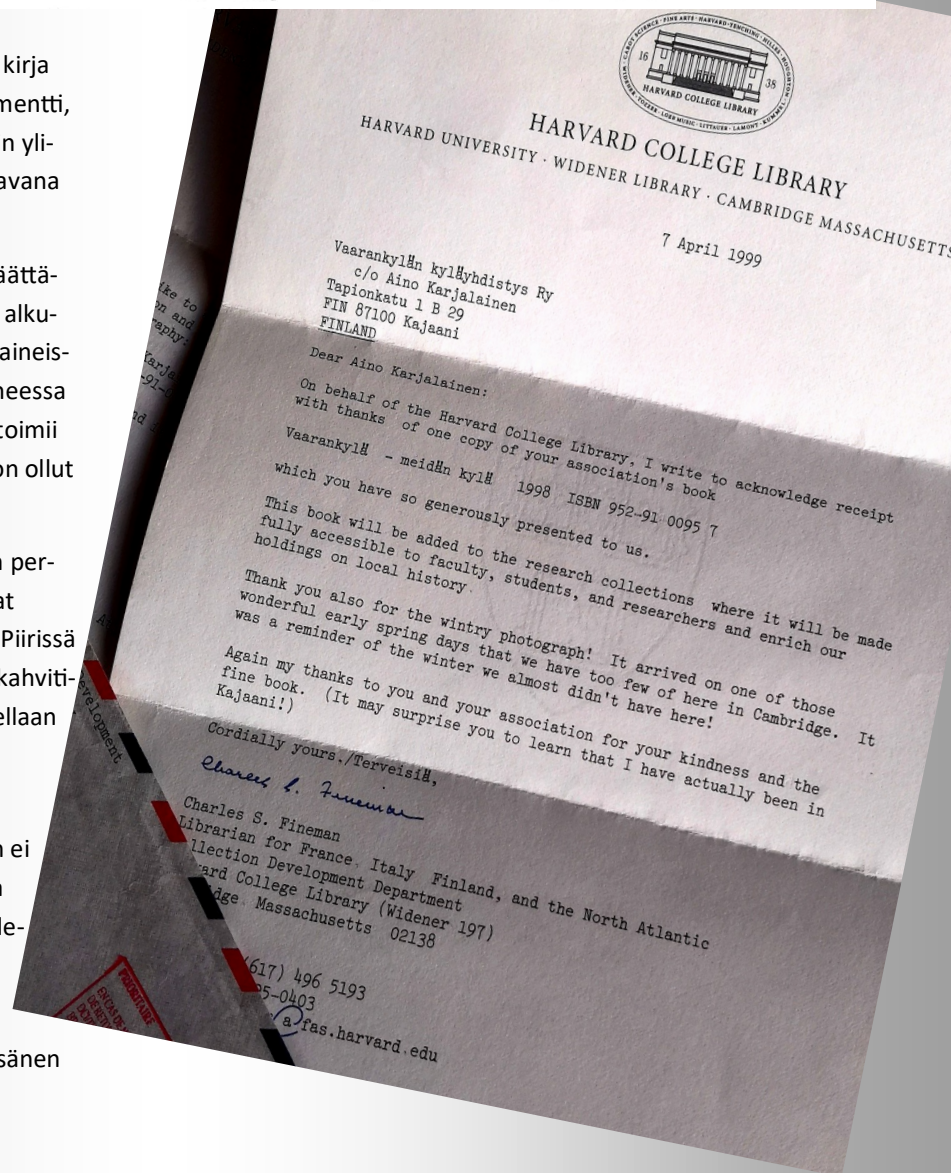 kirja
mentti,
n yli-
avana
äättä-
alku-
aineis-
neessa
toimii
on ollut
per-
at
Piirissä
kahviti-
ellaan
n ei
le-
sänen
16 38
HARVARD COLLEGE LIBRARY
HARVARD COLLEGE LIBRARY
HARVARD UNIVERSITY · WIDENER LIBRARY · CAMBRIDGE MASSACHUSETTS
7 April 1999
Vaarankylän kyläyhdistys Ry
c/o Aino Karjalainen
Tapionkatu 1 B 29
FIN 87100 Kajaani
FINLAND
Dear Aino Karjalainen:
On behalf of the Harvard College Library, I write to acknowledge receipt
with thanks of one copy of your association's book
Vaarankylä - meidän kylä 1998 ISBN 952-91 0095 7
which you have so generously presented to us.
This book will be added to the research collections where it will be made
fully accessible to faculty, students, and researchers and enrich our
holdings on local history.
Thank you also for the wintry photograph! It arrived on one of those
wonderful early spring days that we have too few of here in Cambridge. It
was a reminder of the winter we almost didn't have here!
Again my thanks to you and your association for your kindness and the
fine book. (It may surprise you to learn that I have actually been in
Kajaani!)
Cordially yours./Terveisiä,
Charles S. Fineman
Charles S. Fineman
Librarian for France, Italy Finland, and the North Atlantic
llection Development Department
ard College Library (Widener 197)
dge Massachusetts 02138
(617) 496 5193
95-0403
a fas.harvard.edu
evelopment
PRIORITAIRE